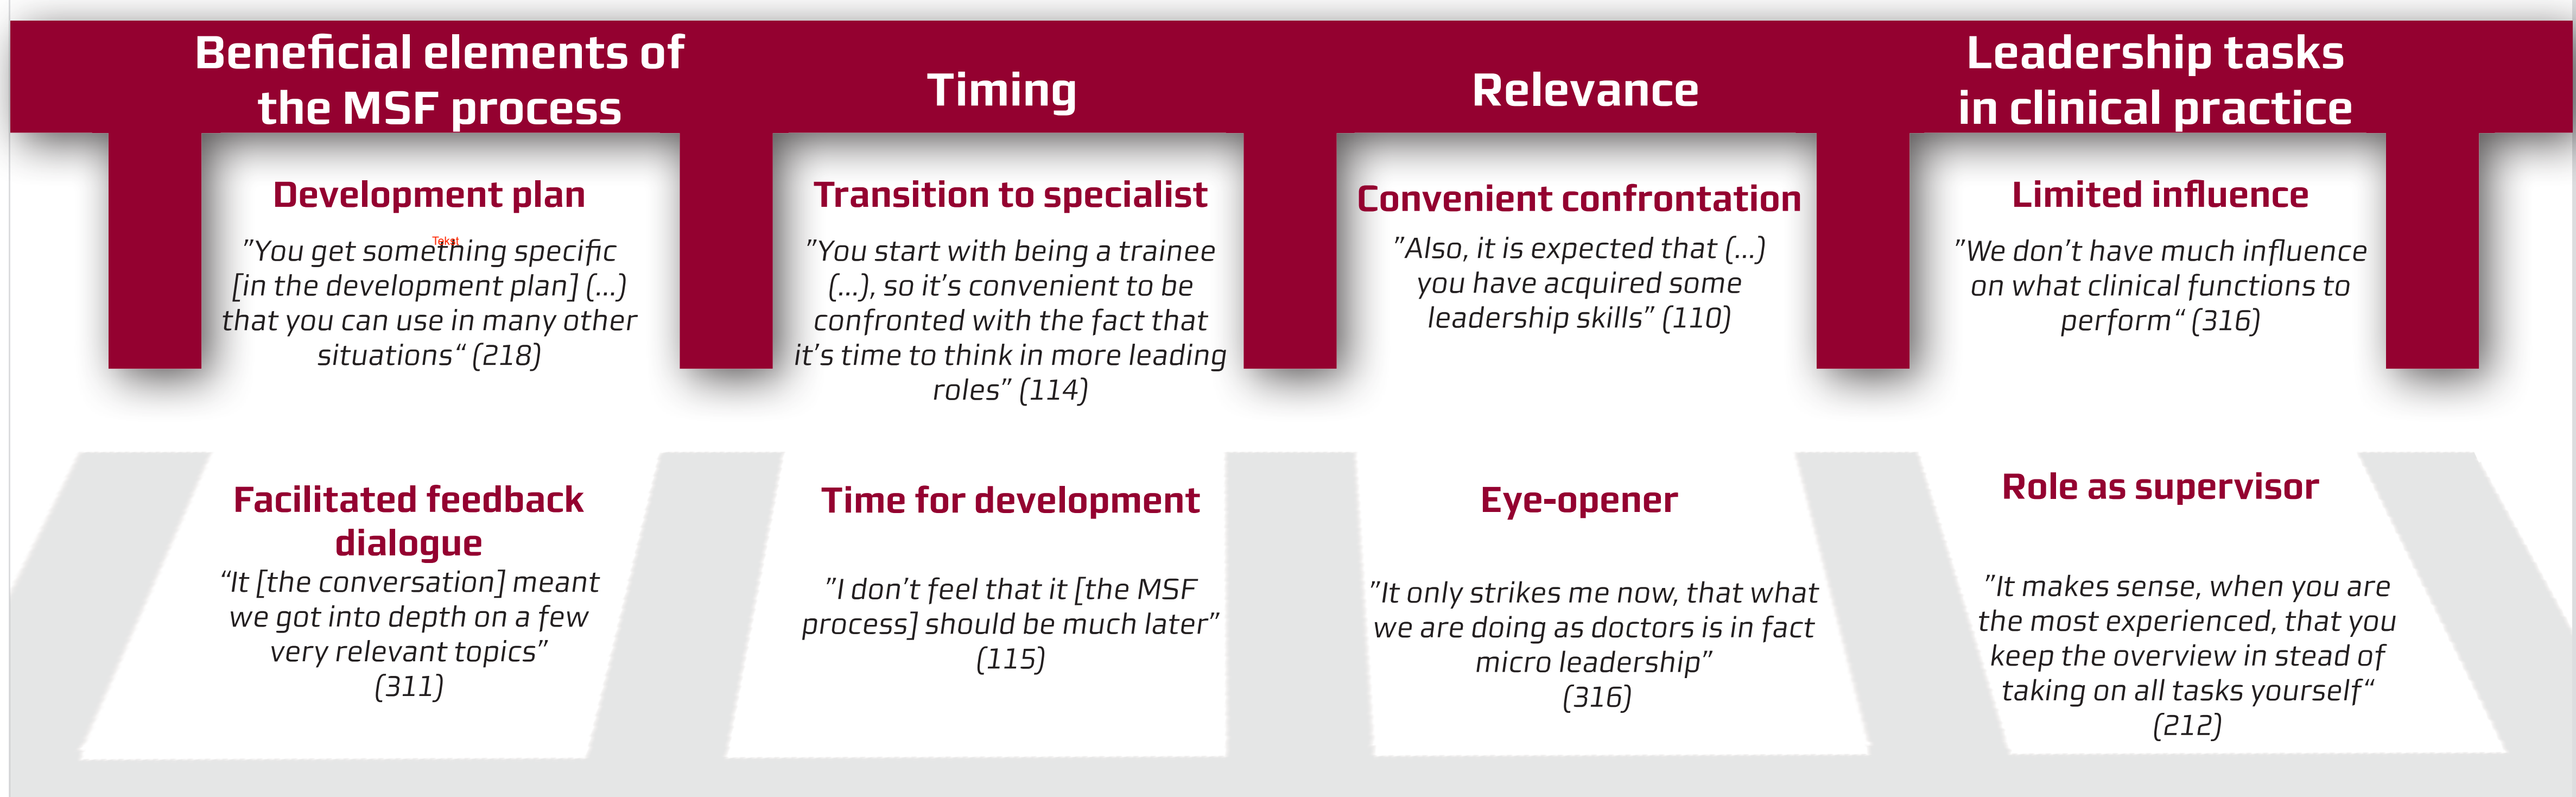 Beneficial elements of
the MSF process
Timing
Relevance
Leadership tasks
in clinical practice
Development plan
Tekst
”You get something specific
[in the development plan] (...)
that you can use in many other
situations“ (218)
Transition to specialist
”You start with being a trainee
(...), so it’s convenient to be
confronted with the fact that
it’s time to think in more leading
roles” (114)
Convenient confrontation
”Also, it is expected that (...)
you have acquired some
leadership skills” (110)
Limited influence
”We don’t have much influence
on what clinical functions to
perform“ (316)
Facilitated feedback
dialogue
“It [the conversation] meant
we got into depth on a few
very relevant topics”
(311)
Time for development
”I don’t feel that it [the MSF
process] should be much later”
(115)
Eye-opener
”It only strikes me now, that what
we are doing as doctors is in fact
micro leadership”
(316)
Role as supervisor
”It makes sense, when you are
the most experienced, that you
keep the overview in stead of
taking on all tasks yourself“
(212)